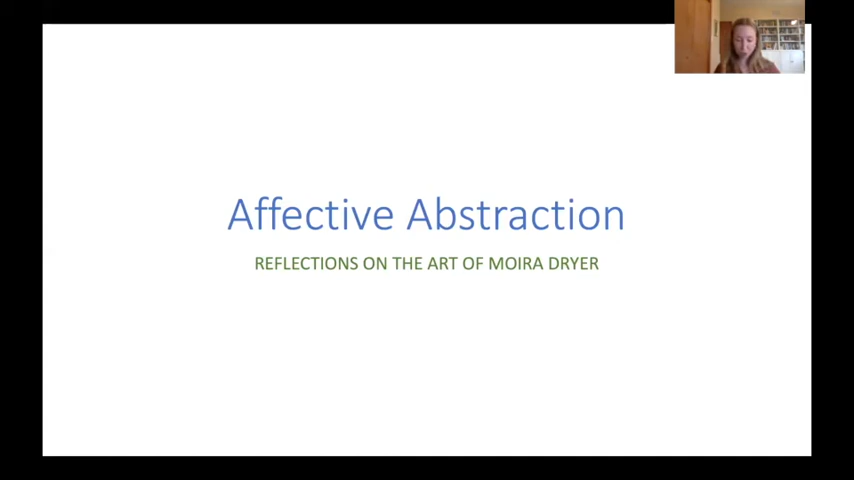 Affective Abstraction
REFLECTIONS ON THE ART OF MOIRA DRYER